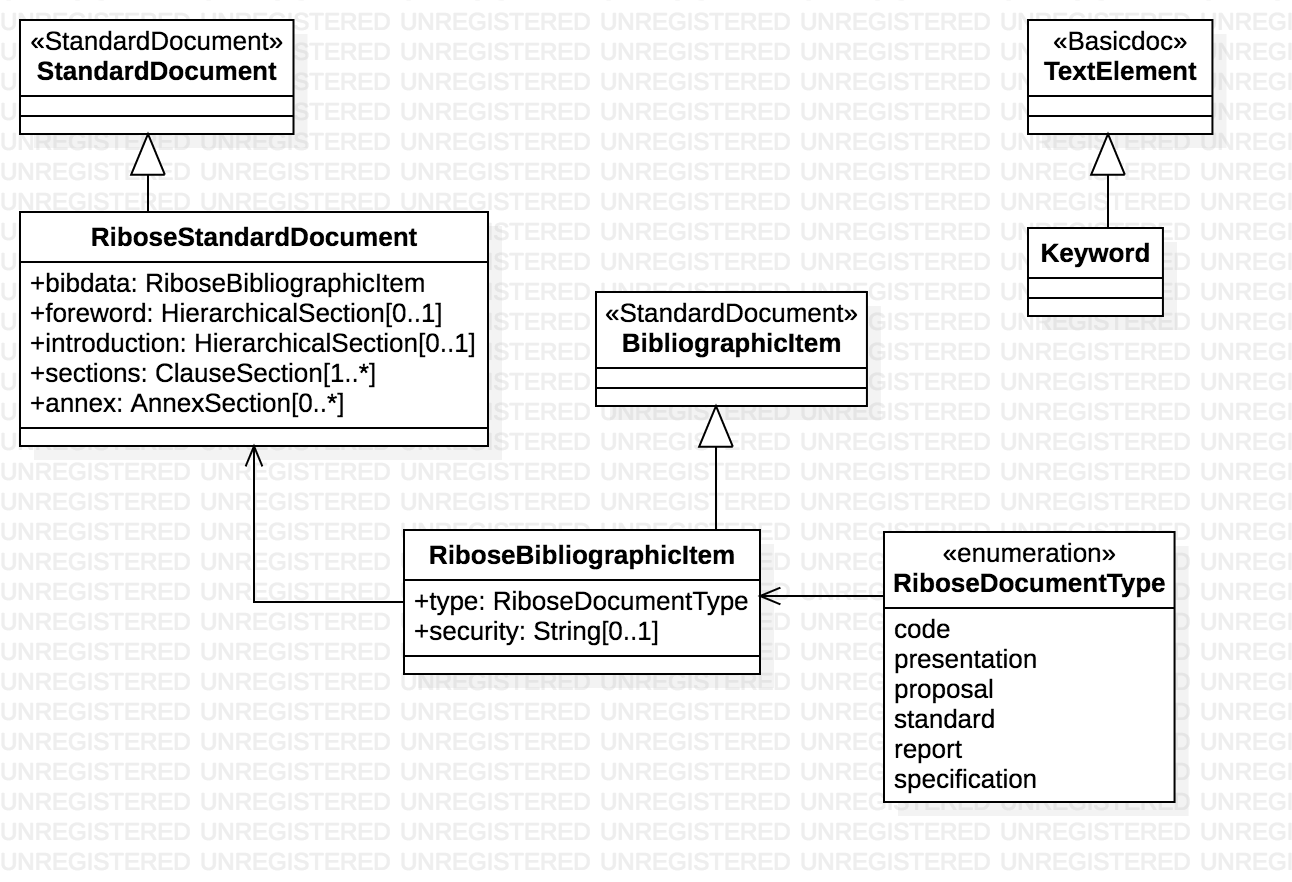 «StandardDocument»
StandardDocument
«Basicdoc»
TextElement
RiboseStandardDocument
+bibdata: RiboseBibliographicItem
+foreword: HierarchicalSection[0..1]
+introduction: HierarchicalSection[0..1]
+sections: ClauseSection[1..*]
+annex: AnnexSection[0..*]
Keyword
«StandardDocument»
BibliographicItem
RiboseBibliographicItem
+type: RiboseDocumentType
+security: String[0..1]
«enumeration»
RiboseDocumentType
code
presentation
proposal
standard
report
specification
UNREGISTERED UNREGISTERED UNREGISTERED UNREGISTERED UNREGISTERED UNREGISTERED UNREGI